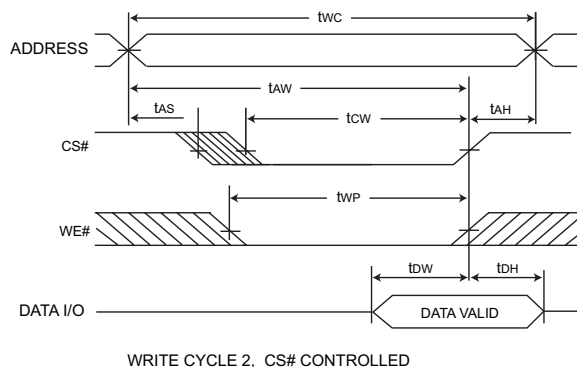 tWC
ADDRESS
tAW
tAS
tCW
tAH
CS#
tWP
WE#
tDW
tDH
DATA I/O
DATA VALID
WRITE CYCLE 2, CS# CONTROLLED